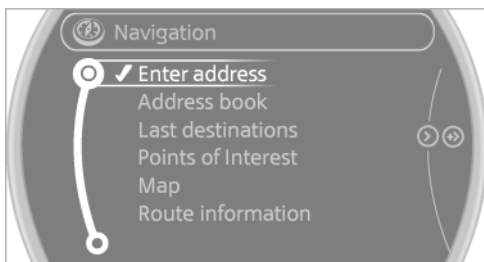 Navigation
Enter address
Address book
Last destinations
Points of Interest
Map
Route information